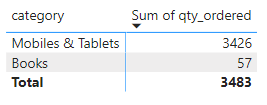 category Sum of qty_ordered
Mobiles & Tablets 3426
Books 57
Total 3483